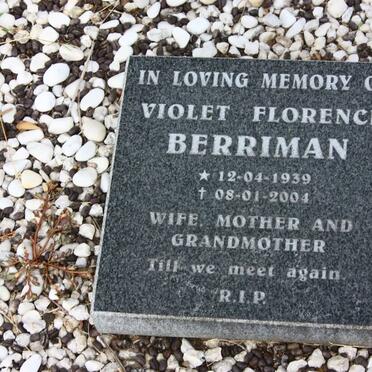 IN LOVING MEMORY O
VIOLET FLORENC
BERRIMAN
★ 12-04-1939
† 08-01-2004
WIFE, MOTHER AND
GRANDMOTHER
Till we meet again
R.I.P.